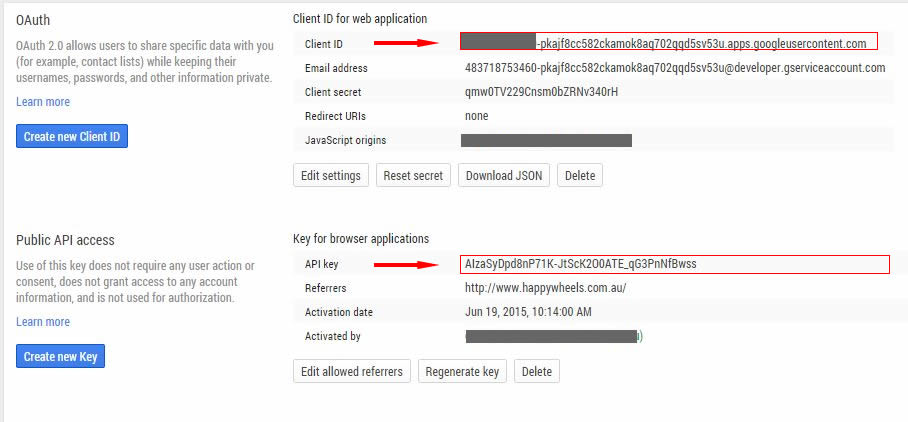 OAuth
OAuth 2.0 allows users to share specific data with you
(for example, contact lists) while keeping their
usernames, passwords, and other information private.
Learn more
Create new Client ID
Client ID for web application
Client ID -pkajf8cc582ckamok8aq702qqd5sv53u.apps.googleusercontent.com
Email address 483718753460-pkajf8cc582ckamok8aq702qqd5sv53u@developer.gserviceaccount.com
Client secret qmw0TV229Cnsm0bZRNv340rH
Redirect URIs none
JavaScript origins
Edit settings Reset secret Download JSON Delete
Public API access
Use of this key does not require any user action or
consent, does not grant access to any account
information, and is not used for authorization.
Learn more
Create new Key
Key for browser applications
API key AIzaSyDpd8nP71K-JtScK2O0ATE_qG3PnNfBwss
Referrers http://www.happywheels.com.au/
Activation date Jun 19, 2015, 10:14:00 AM
Activated by
Edit allowed referrers Regenerate key Delete